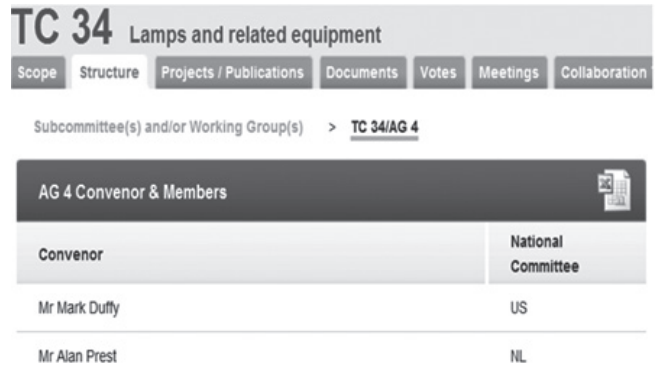 TC 34 Lamps and related equipment
Scope Structure Projects / Publications Documents Votes Meetings Collaboration
Subcommittee(s) and/or Working Group(s) > TC 34/AG 4
AG 4 Convenor & Members
Convenor National Committee
Mr Mark Duffy US
Mr Alan Prest NL